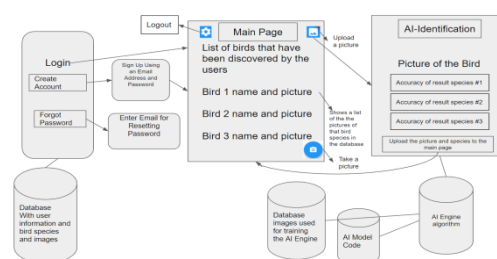 Logout
Main Page
Upload
a picture
AI-Identification
Login
Create
Account
Forgot
Password
Sign Up Using
an Email
Address and
Password
Enter Email for
Resetting
Password
List of birds that have
been discovered by the
users
Bird 1 name and picture
Bird 2 name and picture
Bird 3 name and picture
Shows a list
of the the
pictures of
that bird
species in
the database
Take a
picture
Picture of the Bird
Accuracy of result species #1
Accuracy of result species #2
Accuracy of result species #3
Upload the picture and species to the
main page
Database
With user
information and
bird species
and images
Database
images used
for training
the AI Engine
AI Model
Code
AI Engine
algorithm